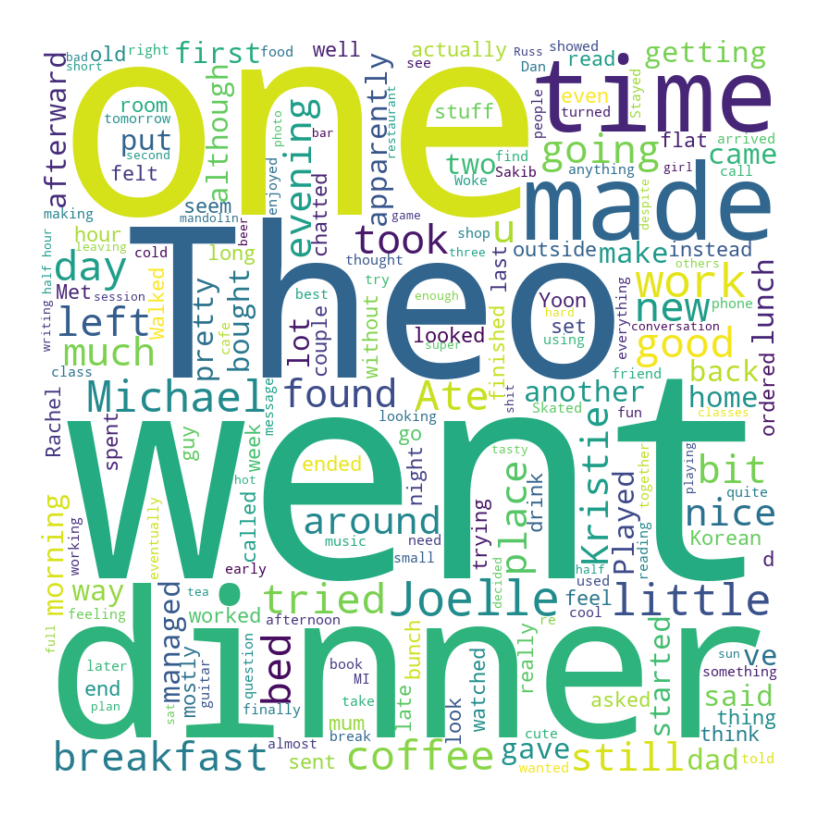 one
time
Theo
made
went
dinner
bad
old
right
food
first
well
actually
Russ
showed
short
see
Dan
read
getting
afterward
room
tomorrow
although
apparently
stuff
even
turned
Stayed
people
put
second
photo
bar
restaurant
two
Woke
find
Sakib
going
flat
arrived
came
call
felt
seem
evening
chatted
enjoyed
anything
girl
despite
making
mandolin
hour
long
beer
game
took
u
outside
make
instead
leaving
cold
thought
three
shop
others
day
half hour
Met
session
bought
best
try
enough
last
Yoon
work
new
phone
lunch
writing
Walked
cafe
pretty
lot
couple
without
looked
super
set
hard
using
everything
conversation
left
much
good
class
message
finished
friend
back
ordered
Rachel
Michael
found
Ate
shit
another
Skated
fun
home
classes
spent
guy
week
looking
go
tasty
together
playing
bit
ended
night
drink
Kristie
Played
quite
hot
called
around
place
nice
morning
working
eventually
music
need
trying
reading
Korean
early
small
decided
half
used
feel
d
way
tea
tried
Joelle
little
feeling
managed
worked
afternoon
cool
full
re
bunch
really
started
ve
sun
later
mostly
guitar
question
bed
book
MI
something
end
finally
take
late
look
watched
asked
said
plan
sat
mum
break
cute
thing
think
almost
breakfast
sent
coffee
gave
wanted
still
dad
told